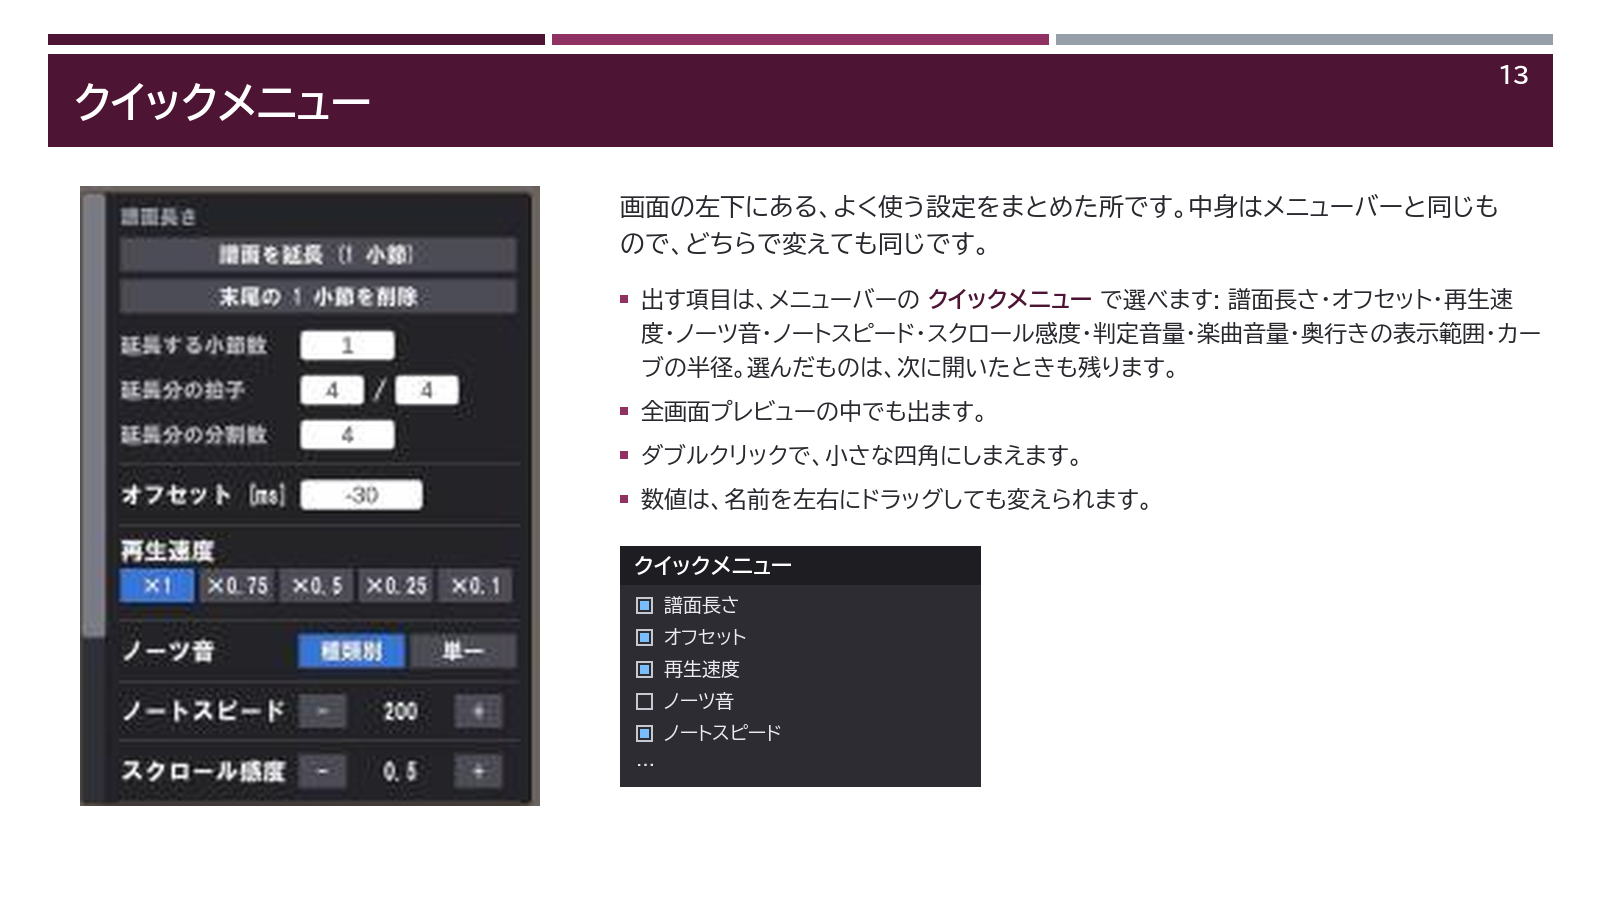 13
クイックメニュー
譜面長さ
譜面を延長 (1 小節)
末尾の 1 小節を削除
延長する小節数 1
延長分の拍子 4 / 4
延長分の分割数 4
オフセット [ms] -30
再生速度
×1 ×0.75 ×0.5 ×0.25 ×0.1
ノーツ音 種類別 単一
ノートスピード - 200 +
スクロール感度 - 0.5 +
画面の左下にある、よく使う設定をまとめた所です。中身はメニューバーと同じも
ので、どちらで変えても同じです。
出す項目は、メニューバーの クイックメニュー で選べます: 譜面長さ・オフセット・再生速
度・ノーツ音・ノートスピード・スクロール感度・判定音量・楽曲音量・奥行きの表示範囲・カー
ブの半径。選んだものは、次に開いたときも残ります。
全画面プレビューの中でも出ます。
ダブルクリックで、小さな四角にしまえます。
数値は、名前を左右にドラッグしても変えられます。
クイックメニュー
譜面長さ
オフセット
再生速度
ノーツ音
ノートスピード
…